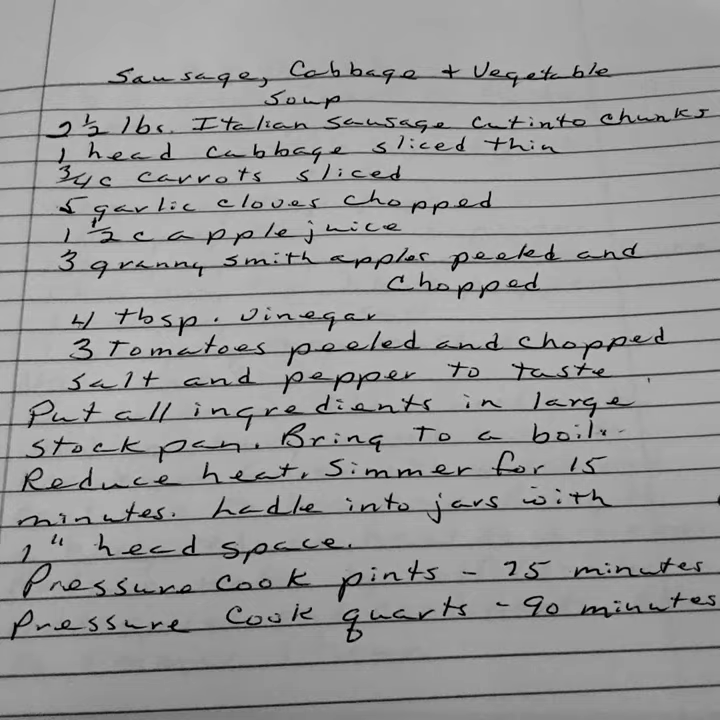 Sausage, Cabbage + Vegetable
Soup
2 1/2 lbs. Italian sausage cut into chunks
1 head cabbage sliced thin
3/4 c carrots sliced
5 garlic cloves chopped
1 1/2 c apple juice
3 granny smith apples peeled and
chopped
4 tbsp. vinegar
3 Tomatoes peeled and chopped
salt and pepper to taste
Put all ingredients in large
stock pan. Bring to a boil.
Reduce heat. Simmer for 15
minutes. Ladle into jars with
1" head space.
Pressure cook pints - 75 minutes
Pressure cook quarts - 90 minutes